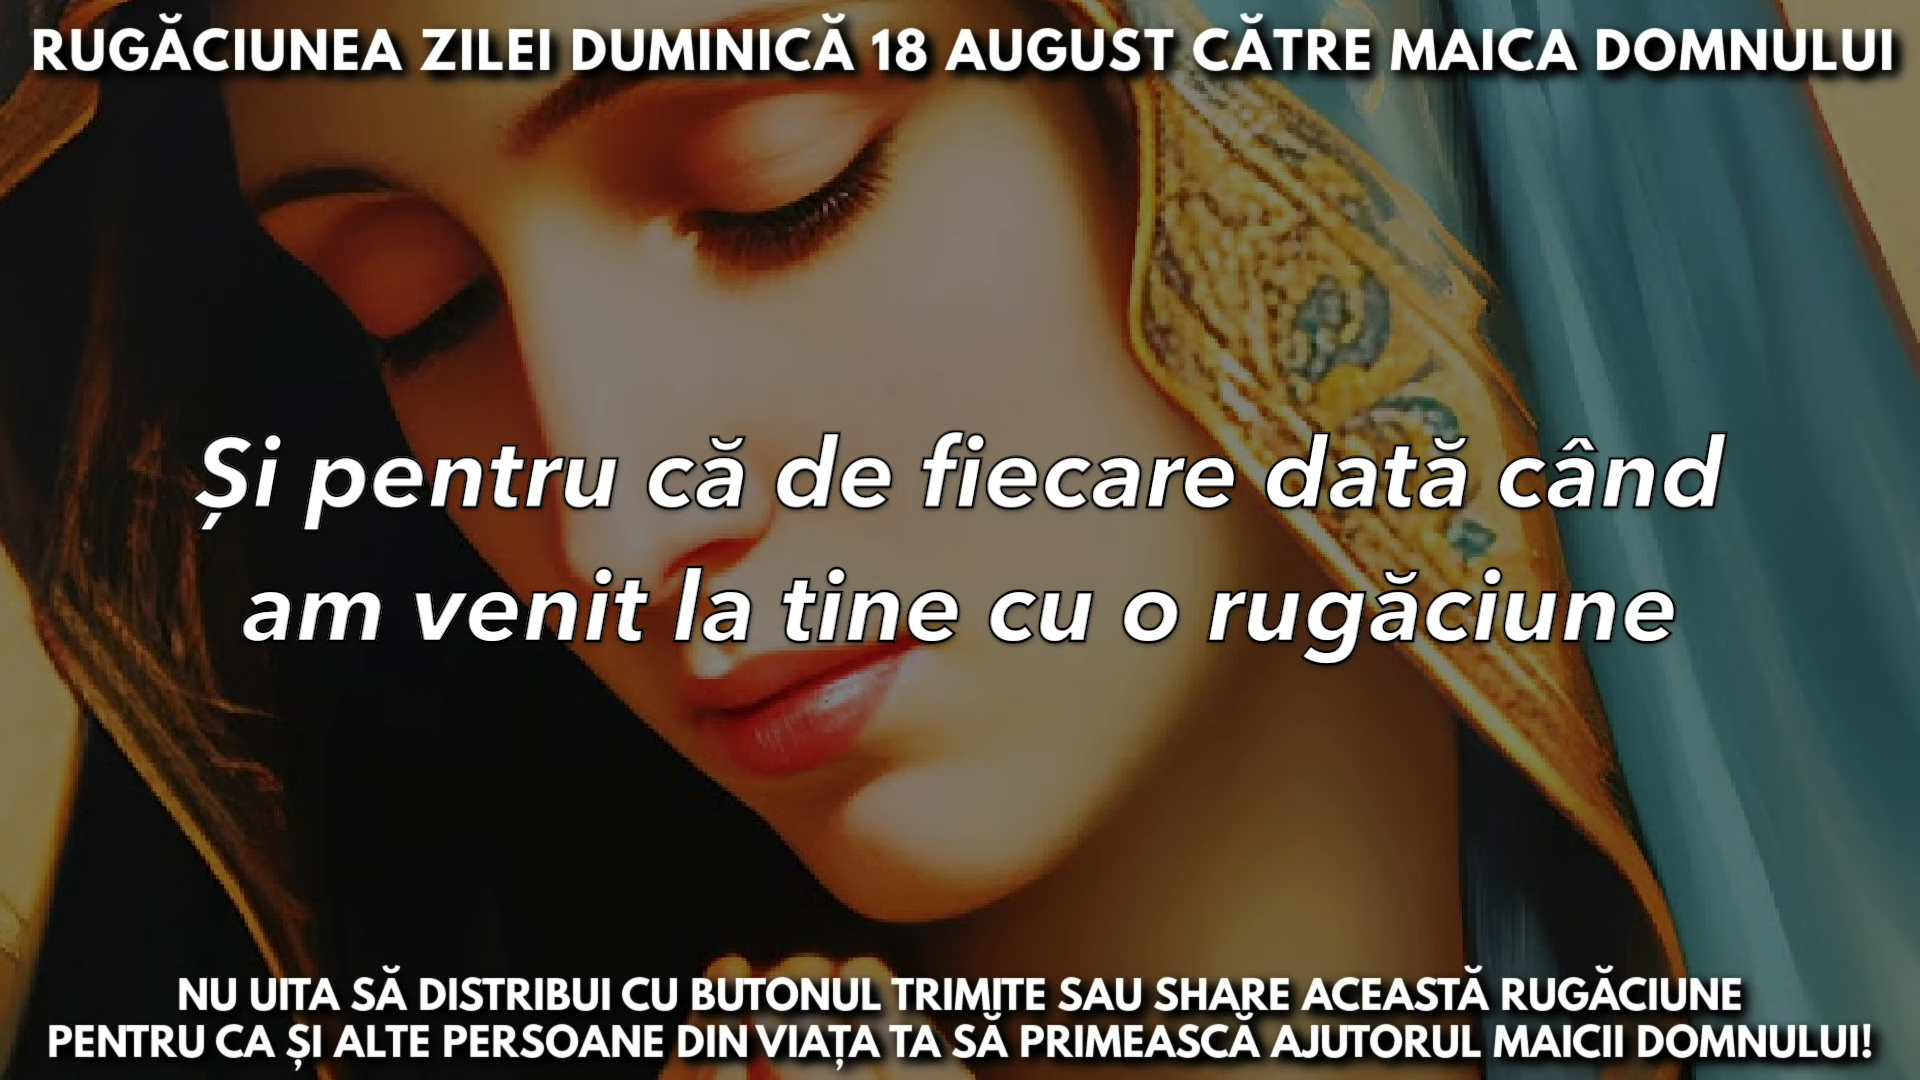 RUGĂCIUNEA ZILEI DUMINICĂ 18 AUGUST CĂTRE MAICA DOMNULUI
Și pentru că de fiecare dată când
am venit la tine cu o rugăciune
NU UITA SĂ DISTRIBUI CU BUTONUL TRIMITE SAU SHARE ACEASTĂ RUGĂCIUNE
PENTRU CA ȘI ALTE PERSOANE DIN VIAȚA TA SĂ PRIMEASCĂ AJUTORUL MAICII DOMNULUI!